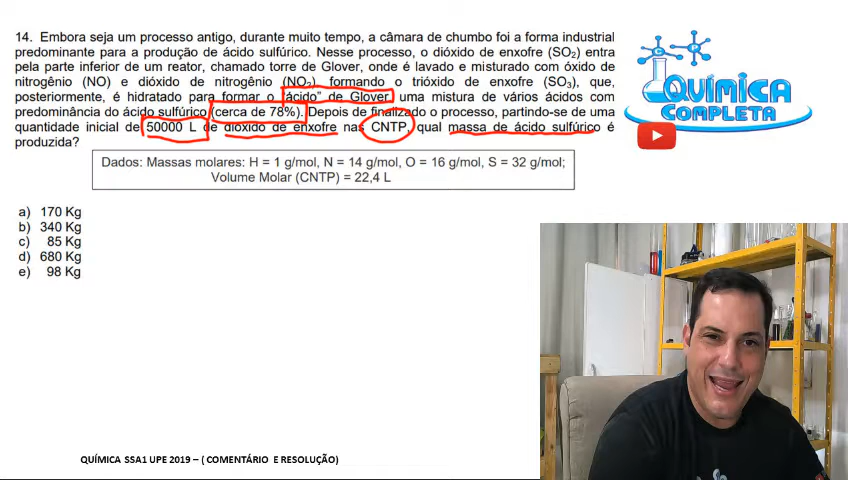 14. Embora seja um processo antigo, durante muito tempo, a câmara de chumbo foi a forma industrial
predominante para a produção de ácido sulfúrico. Nesse processo, o dióxido de enxofre (SO₂) entra
pela parte inferior de um reator, chamado torre de Glover, onde é lavado e misturado com óxido de
nitrogênio (NO) e dióxido de nitrogênio (NO₂), formando o trióxido de enxofre (SO₃), que,
posteriormente, é hidratado para formar o ácido" de Glover, uma mistura de vários ácidos com
predominância do ácido sulfúrico (cerca de 78%). Depois de finalizado o processo, partindo-se de uma
quantidade inicial de 50000 L de dióxido de enxofre nas CNTP, qual massa de ácido sulfúrico é
produzida?
Dados: Massas molares: H = 1 g/mol, N = 14 g/mol, O = 16 g/mol, S = 32 g/mol;
Volume Molar (CNTP) = 22,4 L
a) 170 Kg
b) 340 Kg
c) 85 Kg
d) 680 Kg
e) 98 Kg
QUÍMICA
COMPLETA
QUÍMICA SSA1 UPE 2019 – ( COMENTÁRIO E RESOLUÇÃO)